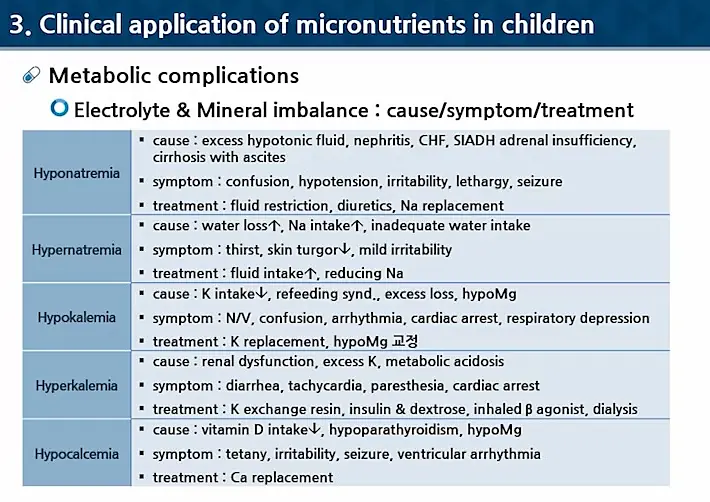 3. Clinical application of micronutrients in children
Metabolic complications
Electrolyte & Mineral imbalance : cause/symptom/treatment
Hyponatremia
▪ cause : excess hypotonic fluid, nephritis, CHF, SIADH adrenal insufficiency,
cirrhosis with ascites
▪ symptom : confusion, hypotension, irritability, lethargy, seizure
▪ treatment : fluid restriction, diuretics, Na replacement
Hypernatremia
▪ cause : water loss↑, Na intake↑, inadequate water intake
▪ symptom : thirst, skin turgor↓, mild irritability
▪ treatment : fluid intake↑, reducing Na
Hypokalemia
▪ cause : K intake↓, refeeding synd., excess loss, hypoMg
▪ symptom : N/V, confusion, arrhythmia, cardiac arrest, respiratory depression
▪ treatment : K replacement, hypoMg 교정
Hyperkalemia
▪ cause : renal dysfunction, excess K, metabolic acidosis
▪ symptom : diarrhea, tachycardia, paresthesia, cardiac arrest
▪ treatment : K exchange resin, insulin & dextrose, inhaled β agonist, dialysis
Hypocalcemia
▪ cause : vitamin D intake↓, hypoparathyroidism, hypoMg
▪ symptom : tetany, irritability, seizure, ventricular arrhythmia
▪ treatment : Ca replacement